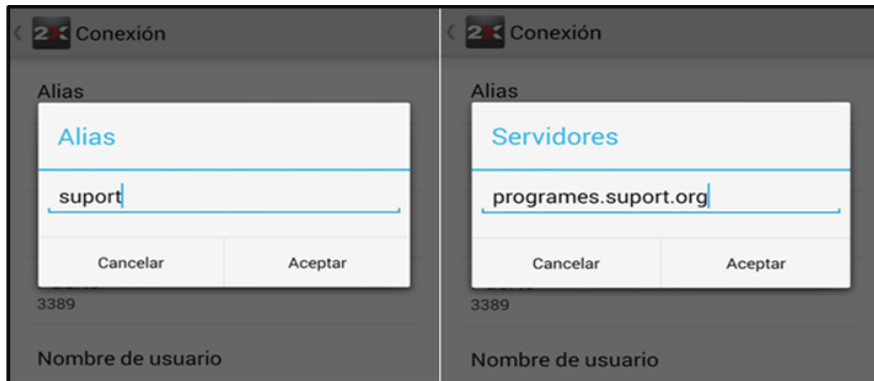 2X Conexión
Alias
Alias
suport
Cancelar Aceptar
3389
Nombre de usuario
2X Conexión
Alias
Servidores
programes.suport.org
Cancelar Aceptar
3389
Nombre de usuario